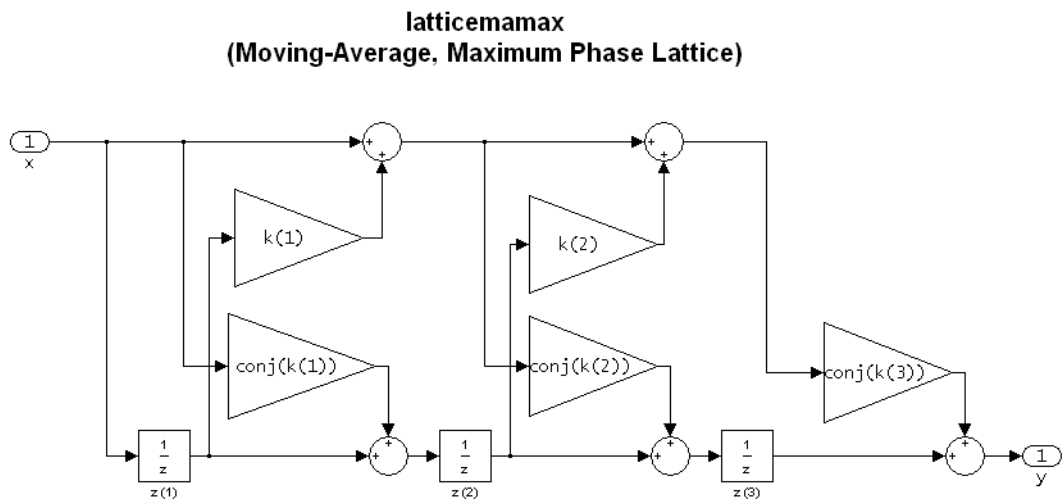 latticemamax
(Moving-Average, Maximum Phase Lattice)
1
x
+
+
+
+
k(1)
k(2)
conj(k(1))
conj(k(2))
conj(k(3))
1
z
z(1)
+
+
1
z
z(2)
+
+
1
z
z(3)
+
+
1
y